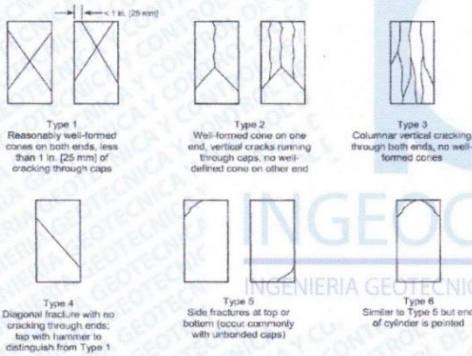 < 1 in. [25 mm]
Type 1
Reasonably well-formed
cones on both ends, less
than 1 in. [25 mm] of
cracking through caps
Type 2
Well-formed cone on one
end, vertical cracks running
through caps, no well-
defined cone on other end
Type 3
Columnar vertical cracking
through both ends, no well-
formed cones
Type 4
Diagonal fracture with no
cracking through ends;
tap with hammer to
distinguish from Type 1
Type 5
Side fractures at top or
bottom (occur commonly
with unbonded caps)
Type 6
Similar to Type 5 but end
of cylinder is pointed
INGEOC
INGENIERIA GEOTECNIC